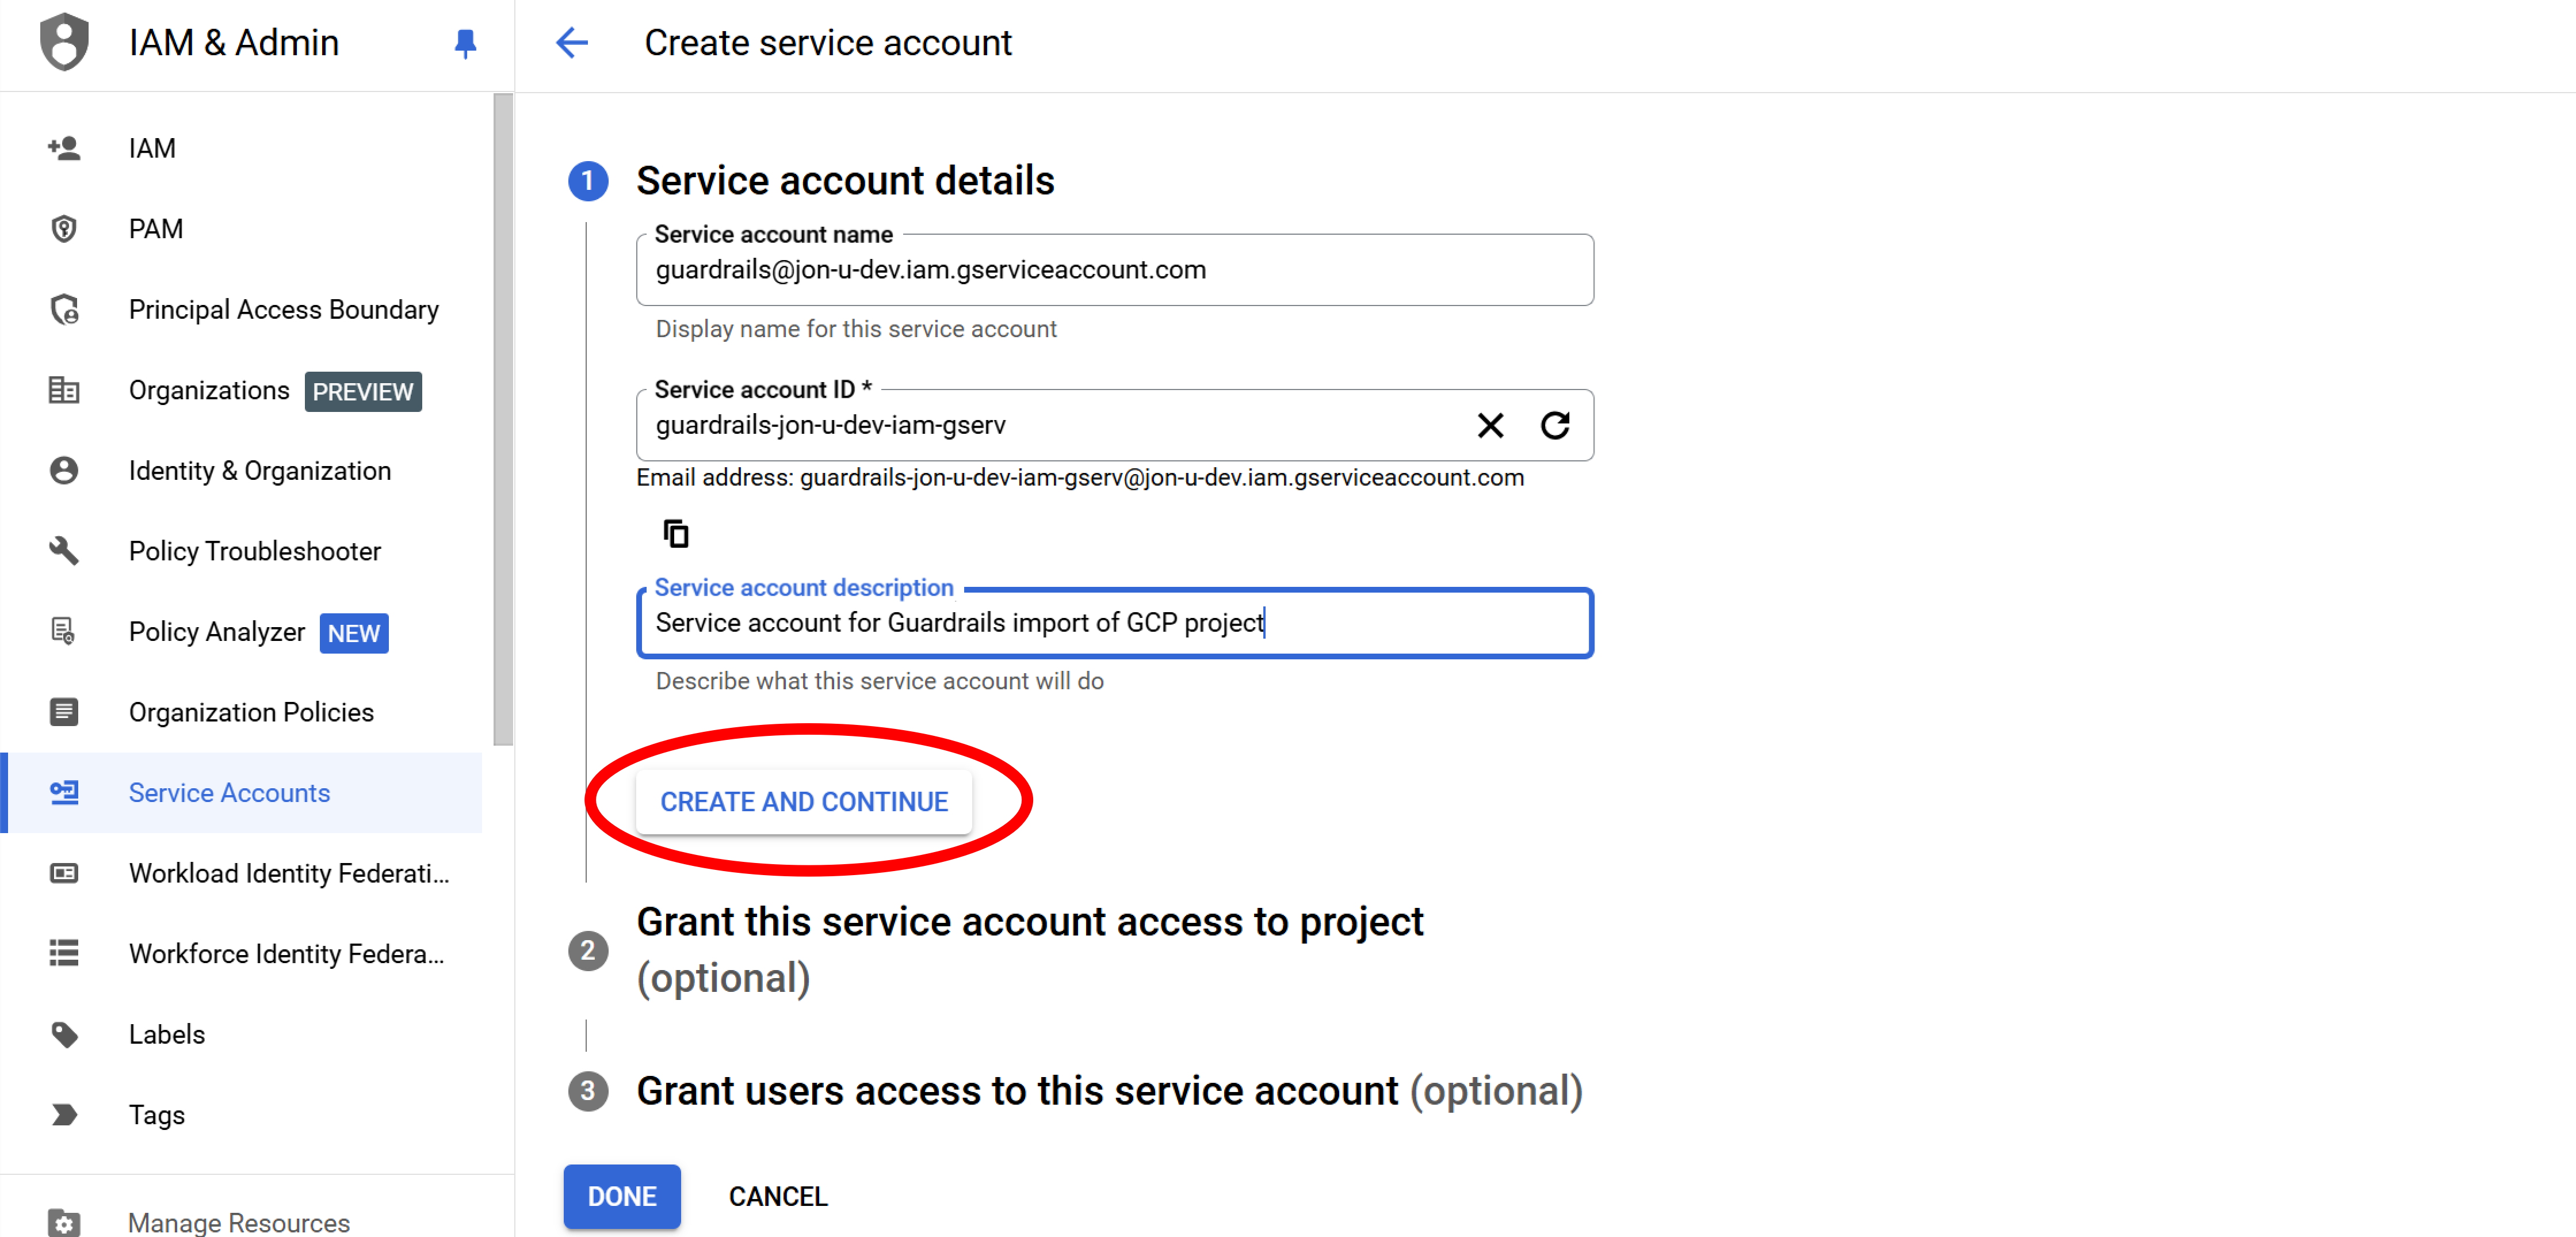 IAM & Admin
Create service account
IAM
PAM
Principal Access Boundary
Organizations PREVIEW
Identity & Organization
Policy Troubleshooter
Policy Analyzer NEW
Organization Policies
Service Accounts
Workload Identity Federati...
Workforce Identity Federa...
Labels
Tags
Manage Resources
1 Service account details
Service account name
guardrails@jon-u-dev.iam.gserviceaccount.com
Display name for this service account
Service account ID *
guardrails-jon-u-dev-iam-gserv
Email address: guardrails-jon-u-dev-iam-gserv@jon-u-dev.iam.gserviceaccount.com
Service account description
Service account for Guardrails import of GCP project
Describe what this service account will do
CREATE AND CONTINUE
2 Grant this service account access to project
(optional)
3 Grant users access to this service account (optional)
DONE CANCEL